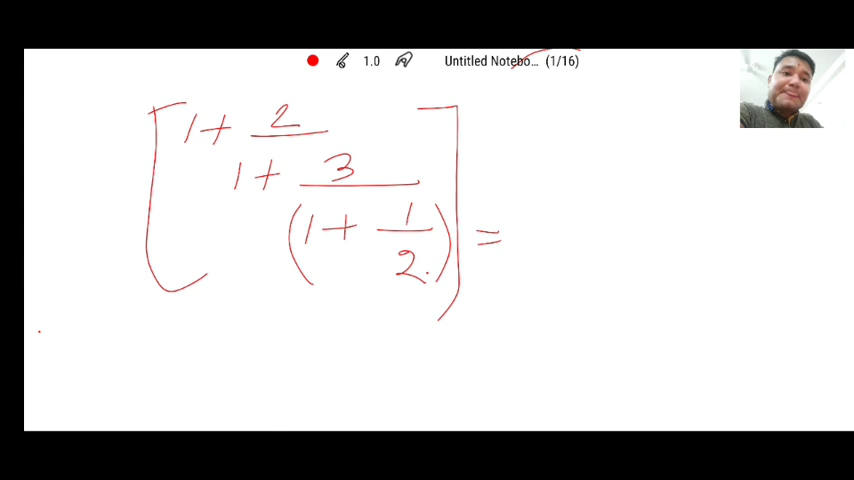 1.0 Untitled Notebo... (1/16)
[1 + 2
1 + 3
(1 + 1
2.)] =